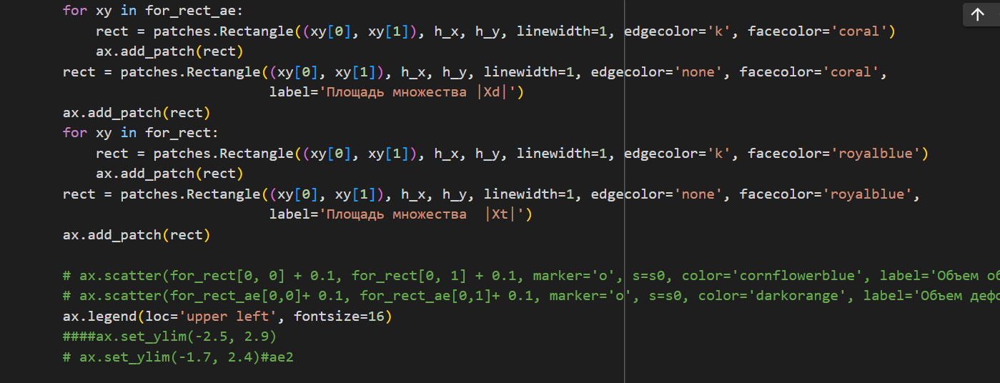 for xy in for_rect_ae:
    rect = patches.Rectangle((xy[0], xy[1]), h_x, h_y, linewidth=1, edgecolor='k', facecolor='coral')
    ax.add_patch(rect)
rect = patches.Rectangle((xy[0], xy[1]), h_x, h_y, linewidth=1, edgecolor='none', facecolor='coral',
                         label='Площадь множества |Xd|')
ax.add_patch(rect)
for xy in for_rect:
    rect = patches.Rectangle((xy[0], xy[1]), h_x, h_y, linewidth=1, edgecolor='k', facecolor='royalblue')
    ax.add_patch(rect)
rect = patches.Rectangle((xy[0], xy[1]), h_x, h_y, linewidth=1, edgecolor='none', facecolor='royalblue',
                         label='Площадь множества  |Xt|')
ax.add_patch(rect)
# ax.scatter(for_rect[0, 0] + 0.1, for_rect[0, 1] + 0.1, marker='o', s=s0, color='cornflowerblue', label='Объем
# ax.scatter(for_rect_ae[0,0]+ 0.1, for_rect_ae[0,1]+ 0.1, marker='o', s=s0, color='darkorange', label='Объем
ax.legend(loc='upper left', fontsize=16)
####ax.set_ylim(-2.5, 2.9)
# ax.set_ylim(-1.7, 2.4)#ae2